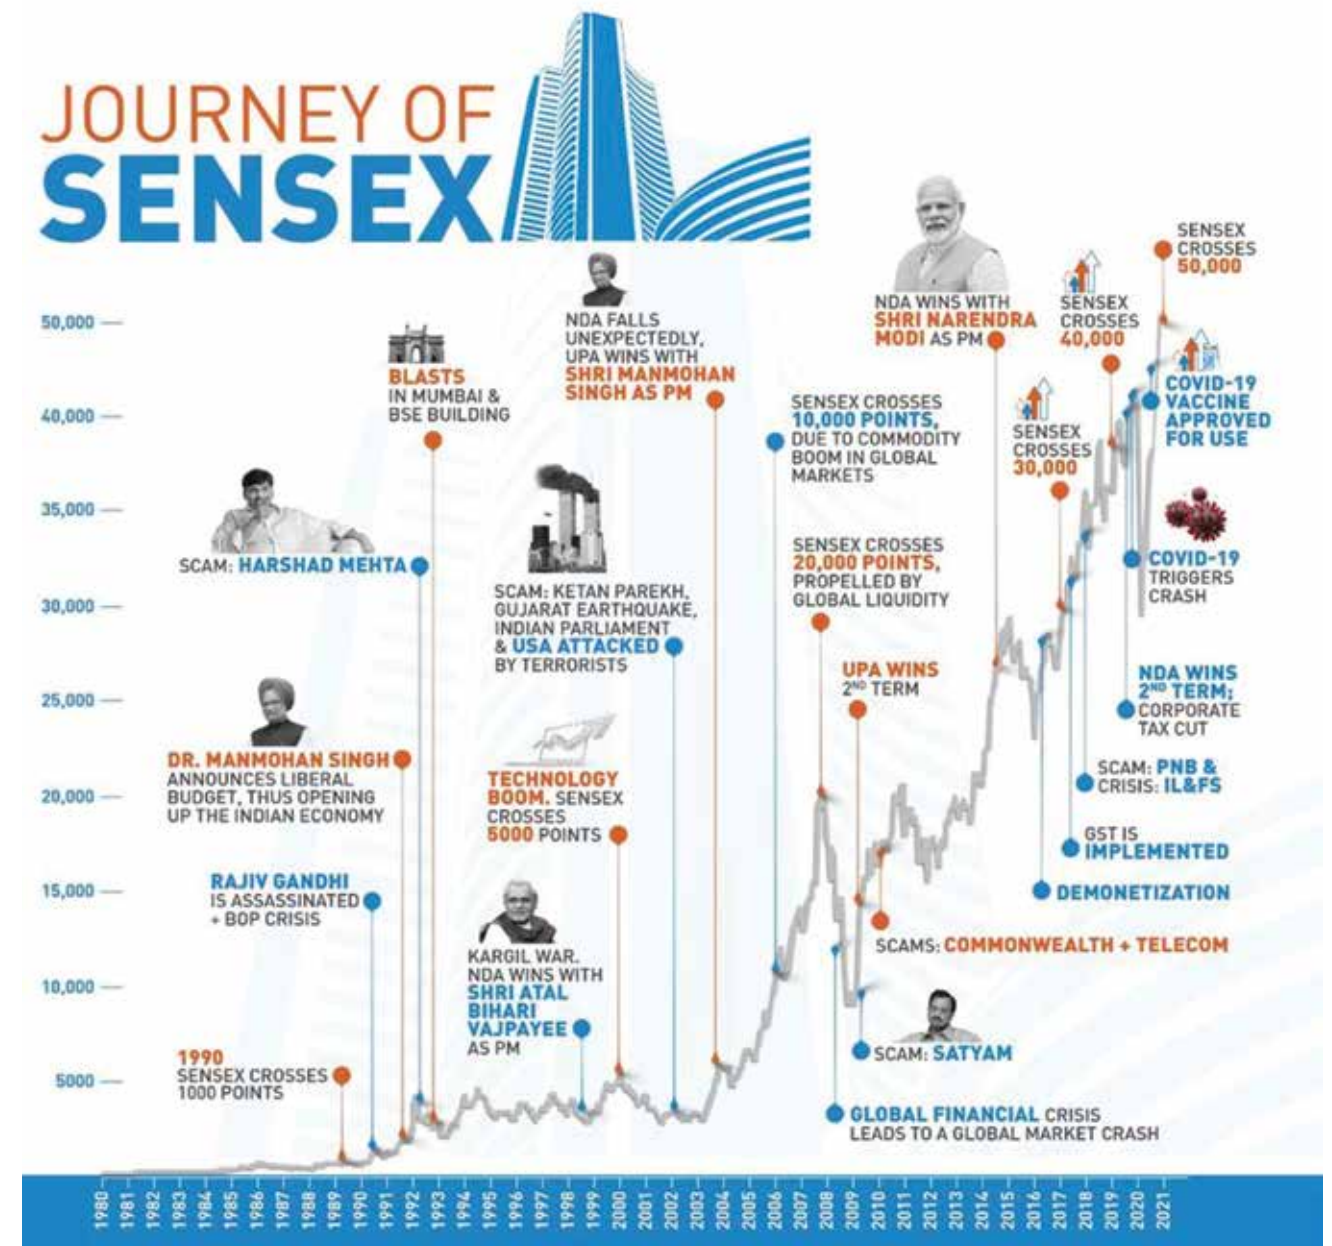 JOURNEY OF
SENSEX
50,000
40,000
35,000
30,000
25,000
20,000
15,000
10,000
5000
1990
SENSEX CROSSES
1000 POINTS
RAJIV GANDHI
IS ASSASSINATED
+ BOP CRISIS
DR. MANMOHAN SINGH
ANNOUNCES LIBERAL
BUDGET, THUS OPENING
UP THE INDIAN ECONOMY
SCAM: HARSHAD MEHTA
BLASTS
IN MUMBAI &
BSE BUILDING
KARGIL WAR.
NDA WINS WITH
SHRI ATAL
BIHARI
VAJPAYEE
AS PM
TECHNOLOGY
BOOM. SENSEX
CROSSES
5000 POINTS
SCAM: KETAN PAREKH,
GUJARAT EARTHQUAKE,
INDIAN PARLIAMENT
& USA ATTACKED
BY TERRORISTS
NDA FALLS
UNEXPECTEDLY,
UPA WINS WITH
SHRI MANMOHAN
SINGH AS PM
SENSEX CROSSES
10,000 POINTS,
DUE TO COMMODITY
BOOM IN GLOBAL
MARKETS
SENSEX CROSSES
20,000 POINTS,
PROPELLED BY
GLOBAL LIQUIDITY
GLOBAL FINANCIAL CRISIS
LEADS TO A GLOBAL MARKET CRASH
UPA WINS
2ND TERM
SCAM: SATYAM
SCAMS: COMMONWEALTH + TELECOM
NDA WINS WITH
SHRI NARENDRA
MODI AS PM
DEMONETIZATION
SENSEX
CROSSES
30,000
GST IS
IMPLEMENTED
SCAM: PNB &
CRISIS: IL&FS
SENSEX
CROSSES
40,000
NDA WINS
2ND TERM;
CORPORATE
TAX CUT
COVID-19
TRIGGERS
CRASH
COVID-19
VACCINE
APPROVED
FOR USE
SENSEX
CROSSES
50,000
1980
1981
1982
1983
1984
1985
1986
1987
1988
1989
1990
1991
1992
1993
1994
1995
1996
1997
1998
1999
2000
2001
2002
2003
2004
2005
2006
2007
2008
2009
2010
2011
2012
2013
2014
2015
2016
2017
2018
2019
2020
2021